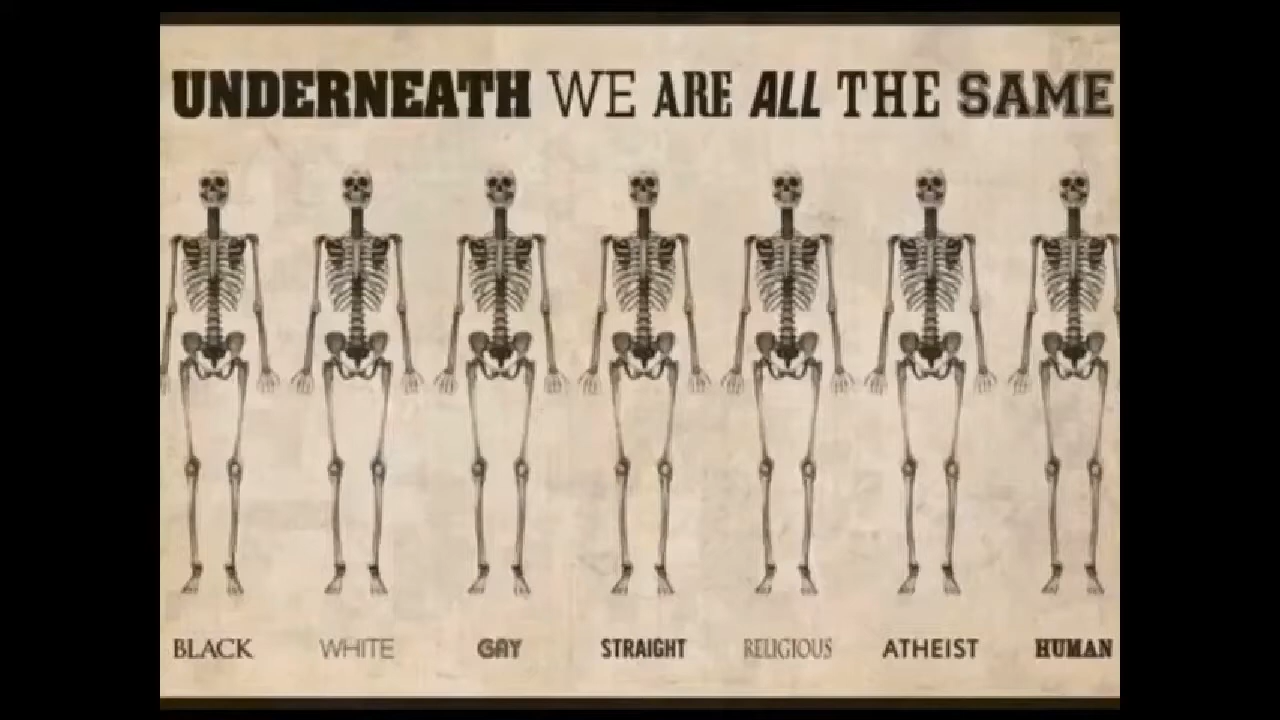 UNDERNEATH WE ARE ALL THE SAME
BLACK WHITE GAY STRAIGHT RELIGIOUS ATHEIST HUMAN